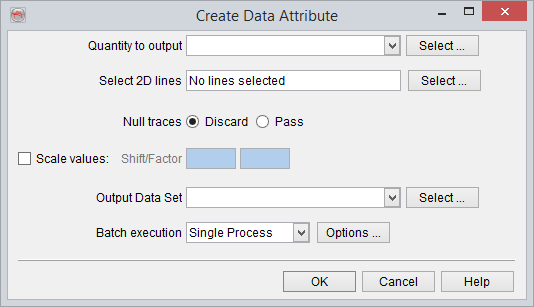 Create Data Attribute
Quantity to output Select ...
Select 2D lines No lines selected Select ...
Null traces Discard Pass
Scale values: Shift/Factor
Output Data Set Select ...
Batch execution Single Process Options ...
OK Cancel Help